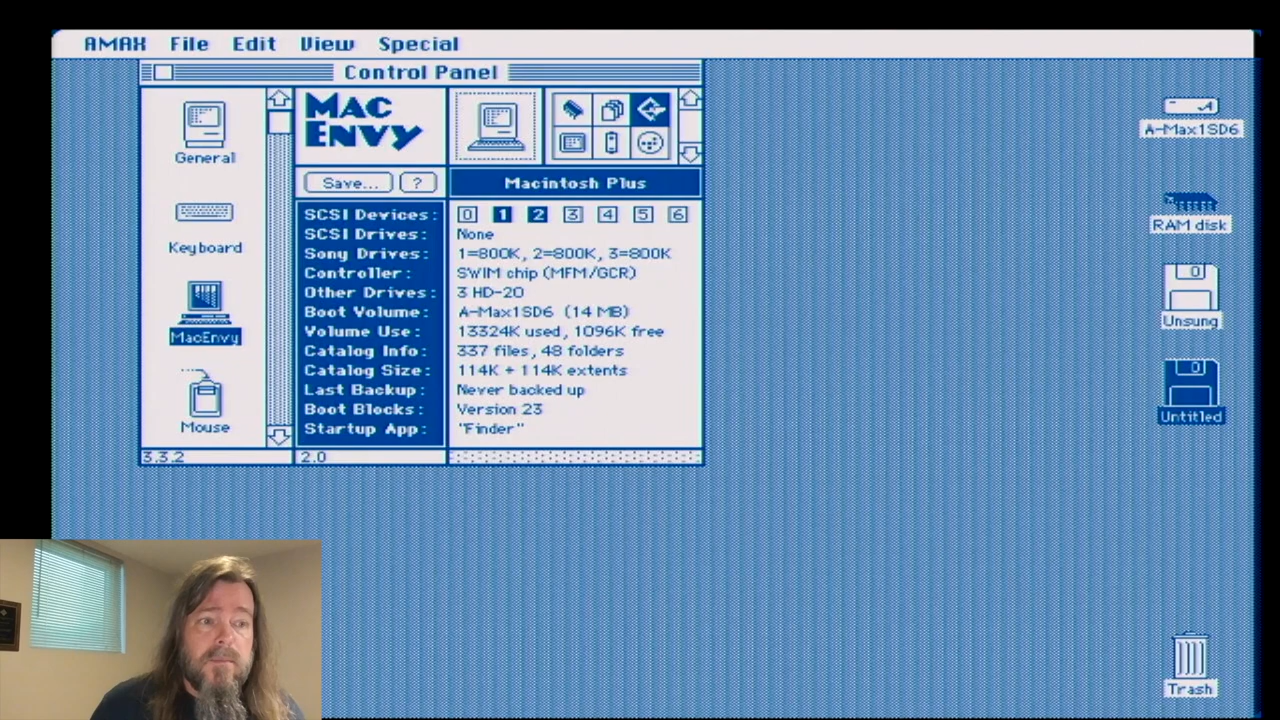 AMAX File Edit View Special
Control Panel
General
Keyboard
MacEnvy
Mouse
3.3.2
MAC
ENVY
Save... ?
2.0
Macintosh Plus
SCSI Devices: 0 1 2 3 4 5 6
SCSI Drives: None
Sony Drives: 1=800K, 2=800K, 3=800K
Controller: SWIM chip (MFM/GCR)
Other Drives: 3 HD-20
Boot Volume: A-Max1SD6 (14 MB)
Volume Use: 13324K used, 1096K free
Catalog Info: 337 files, 48 folders
Catalog Size: 114K + 114K extents
Last Backup: Never backed up
Boot Blocks: Version 23
Startup App: "Finder"
A-Max1SD6
RAM disk
Unsung
Untitled
Trash